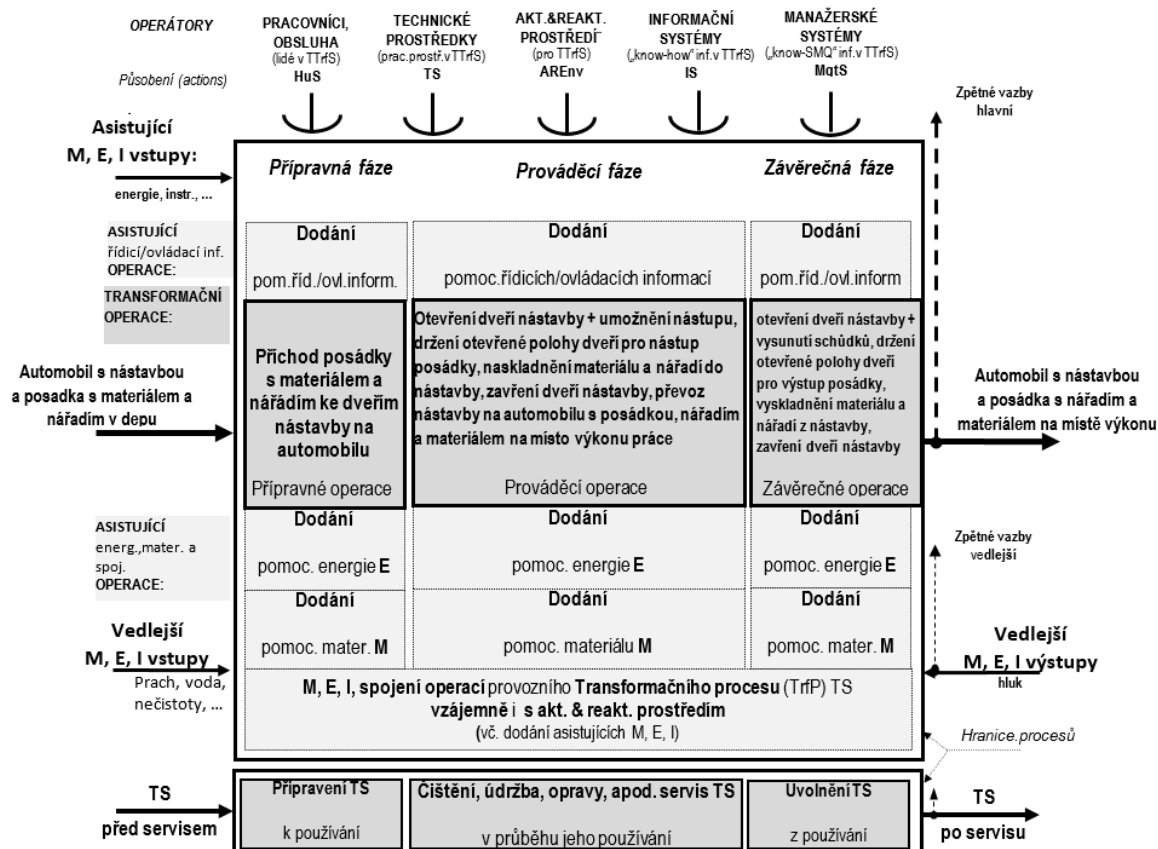 OPERÁTORY
PRACOVNÍCI,
OBSLUHA
(lidé v TTrfS)
HuS
TECHNICKÉ
PROSTŘEDKY
(prac.prostř.v TTrfS)
TS
AKT.&REAKT.
PROSTŘEDÍ
(pro TTrfS)
AREnv
INFORMAČNÍ
SYSTÉMY
(„know-how“ inf.v TTrfS)
IS
MANAŽERSKÉ
SYSTÉMY
(„know-SMQ“ inf. v TTrfS)
MqtS
Působení (actions)
Zpětné vazby
hlavní
Asistující
M, E, I vstupy:
energie, instr., ...
Přípravná fáze
Prováděcí fáze
Závěrečná fáze
ASISTUJÍCÍ
řídicí/ovládací inf.
OPERACE:
Dodání
pom.říd./ovl.inform.
Dodání
pomoc.řídicích/ovládacích informací
Dodání
pom.říd./ovl.inform
TRANSFORMAČNÍ
OPERACE:
Příchod posádky
s materiálem a
nářadím ke dveřím
nástavby na
automobilu
Přípravné operace
Otevření dveří nástavby + umožnění nástupu,
držení otevřené polohy dveří pro nástup
posádky, naskladnění materiálu a nářadí do
nástavby, zavření dveří nástavby, převoz
nástavby na automobilu s posádkou, nářadím
a materiálem na místo výkonu práce
Prováděcí operace
otevření dveří nástavby +
vysunutí schůdků, držení
otevřené polohy dveří
pro výstup posádky,
vyskladnění materiálu a
nářadí z nástavby,
zavření dveří nástavby
Závěrečné operace
Automobil s nástavbou
a posadka s materiálem a
nářadím v depu
Automobil s nástavbou
a posádka s nářadím a
materiálem na místě výkonu
ASISTUJÍCÍ
energ.,mater. a
spoj.
OPERACE:
Dodání
pomoc. energie E
Dodání
pomoc. energie E
Dodání
pomoc. energie E
Zpětné vazby
vedlejší
Dodání
pomoc. mater. M
Dodání
pomoc. materiálu M
Dodání
pomoc. mater. M
Vedlejší
M, E, I vstupy
Prach, voda,
nečistoty, ...
Vedlejší
M, E, I výstupy
hluk
M, E, I, spojení operací provozního Transformačního procesu (TrfP) TS
vzájemně i s akt. & reakt. prostředím
(vč. dodání asistujících M, E, I)
Hranice.procesů
TS
před servisem
Připravení TS
k používání
Čištění, údržba, opravy, apod. servis TS
v průběhu jeho používání
Uvolnění TS
z používání
TS
po servisu